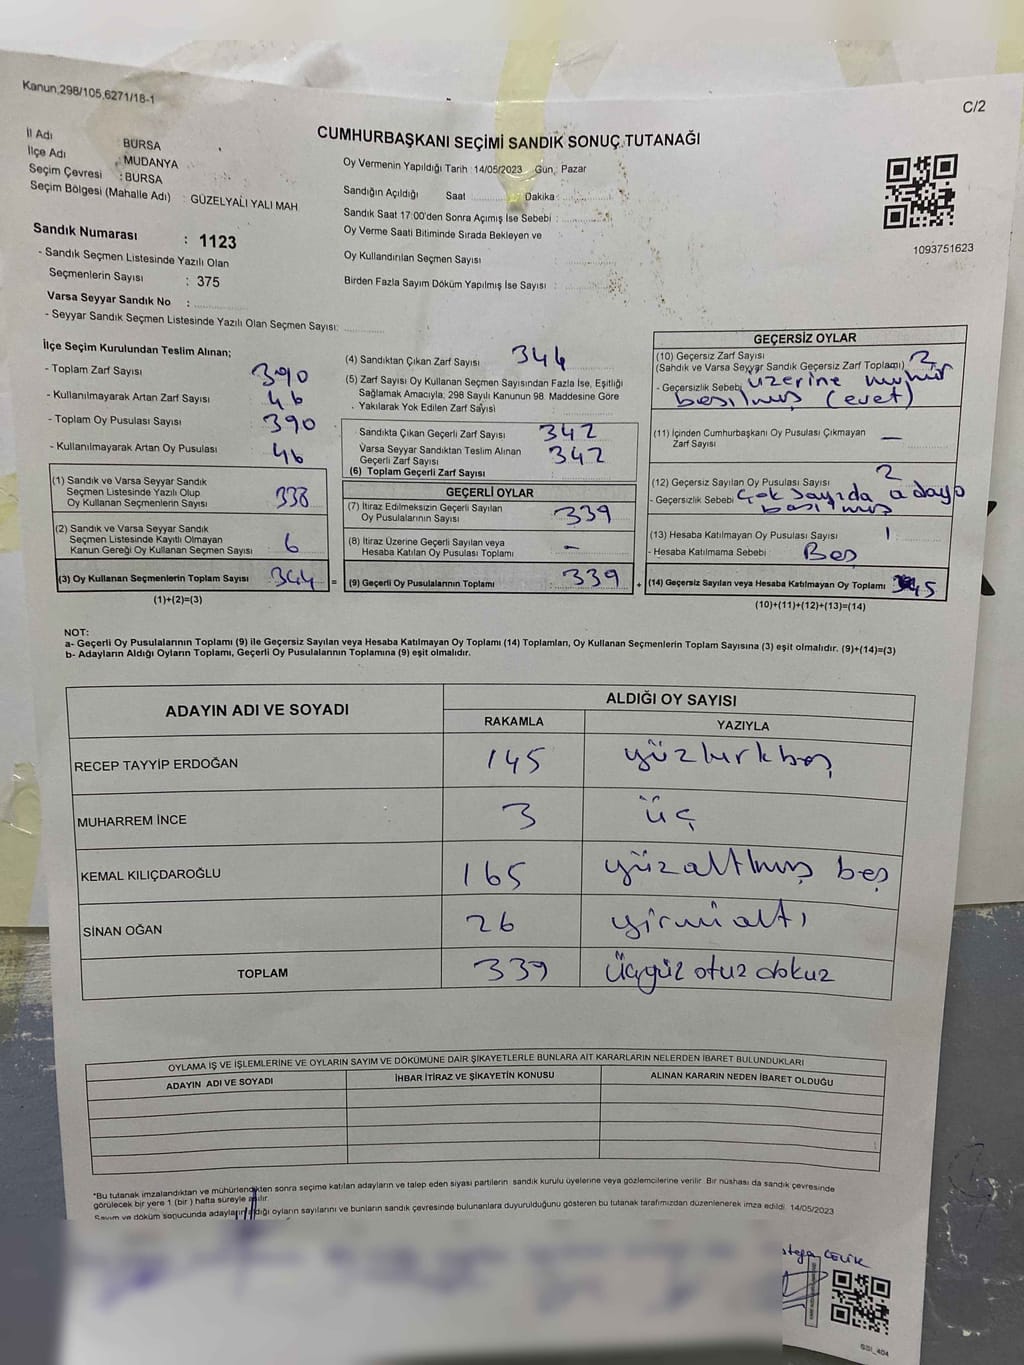 Kanun.298/105,6271/18-1
C/2
CUMHURBAŞKANI SEÇİMİ SANDIK SONUÇ TUTANAĞI
İl Adı : BURSA
İlçe Adı : MUDANYA
Seçim Çevresi : BURSA
Seçim Bölgesi (Mahalle Adı) : GÜZELYALI YALI MAH
Sandık Numarası : 1123
- Sandık Seçmen Listesinde Yazılı Olan
Seçmenlerin Sayısı : 375
Varsa Seyyar Sandık No :
- Seyyar Sandık Seçmen Listesinde Yazılı Olan Seçmen Sayısı:
Oy Vermenin Yapıldığı Tarih :14/05/2023 Gün, Pazar
Sandığın Açıldığı Saat Dakika
Sandık Saat 17:00'den Sonra Açımış İse Sebebi :
Oy Verme Saati Bitiminde Sırada Bekleyen ve
Oy Kullandırılan Seçmen Sayısı :
Birden Fazla Sayım Döküm Yapılmış İse Sayısı :
1093751623
İlçe Seçim Kurulundan Teslim Alınan;
- Toplam Zarf Sayısı 390
- Kullanılmayarak Artan Zarf Sayısı 46
- Toplam Oy Pusulası Sayısı 390
- Kullanılmayarak Artan Oy Pusulası 46
(1) Sandık ve Varsa Seyyar Sandık
Seçmen Listesinde Yazılı Olup
Oy Kullanan Seçmenlerin Sayısı 338
(2) Sandık ve Varsa Seyyar Sandık
Seçmen Listesinde Kayıtlı Olmayan
Kanun Gereği Oy Kullanan Seçmen Sayısı 6
(3) Oy Kullanan Seçmenlerin Toplam Sayısı 344 =
(1)+(2)=(3)
(4) Sandıktan Çıkan Zarf Sayısı 344
(5) Zarf Sayısı Oy Kullanan Seçmen Sayısından Fazla İse, Eşitliği
Sağlamak Amacıyla, 298 Sayılı Kanunun 98. Maddesine Göre
Yakılarak Yok Edilen Zarf Sayısı
Sandıkta Çıkan Geçerli Zarf Sayısı 342
Varsa Seyyar Sandıktan Teslim Alınan
Geçerli Zarf Sayısı 342
(6) Toplam Geçerli Zarf Sayısı
GEÇERLİ OYLAR
(7) İtiraz Edilmeksizin Geçerli Sayılan
Oy Pusulalarının Sayısı 339
(8) İtiraz Üzerine Geçerli Sayılan veya
Hesaba Katılan Oy Pusulası Toplamı -
(9) Geçerli Oy Pusulalarının Toplamı 339 +
GEÇERSİZ OYLAR
(10) Geçersiz Zarf Sayısı
(Sandık ve Varsa Seyyar Sandık Geçersiz Zarf Toplamı) 2
- Geçersizlik Sebebi üzerine mühür
basılmış (evet)
(11) İçinden Cumhurbaşkanı Oy Pusulası Çıkmayan
Zarf Sayısı -
(12) Geçersiz Sayılan Oy Pusulası Sayısı 2
- Geçersizlik Sebebi Çok sayıda adaya
basılmış
(13) Hesaba Katılmayan Oy Pusulası Sayısı 1
- Hesaba Katılmama Sebebi Boş
(14) Geçersiz Sayılan veya Hesaba Katılmayan Oy Toplamı 5
(10)+(11)+(12)+(13)=(14)
NOT:
a- Geçerli Oy Pusulalarının Toplamı (9) ile Geçersiz Sayılan veya Hesaba Katılmayan Oy Toplamı (14) Toplamları, Oy Kullanan Seçmenlerin Toplam Sayısına (3) eşit olmalıdır. (9)+(14)=(3)
b- Adayların Aldığı Oyların Toplamı, Geçerli Oy Pusulalarının Toplamına (9) eşit olmalıdır.
ADAYIN ADI VE SOYADI
ALDIĞI OY SAYISI
RAKAMLA YAZIYLA
RECEP TAYYİP ERDOĞAN 145 yüzkırkbeş
MUHARREM İNCE 3 üç
KEMAL KILIÇDAROĞLU 165 yüzaltmış beş
SİNAN OĞAN 26 yirmialtı
TOPLAM 339 Üçyüz otuz dokuz
OYLAMA İŞ VE İŞLEMLERİNE VE OYLARIN SAYIM VE DÖKÜMÜNE DAİR ŞİKAYETLERLE BUNLARA AİT KARARLARIN NELERDEN İBARET BULUNDUKLARI
ADAYIN ADI VE SOYADI İHBAR İTİRAZ VE ŞİKAYETİN KONUSU ALINAN KARARIN NEDEN İBARET OLDUĞU
*Bu tutanak imzalandıktan ve mühürlendikten sonra seçime katılan adayların ve talep eden siyasi partilerin sandık kurulu üyelerine veya gözlemcilerine verilir. Bir nüshası da sandık çevresinde
görülecek bir yere 1 (bir) hafta süreyle asılır.
Sayım ve döküm sonucunda adayların aldığı oyların sayılarını ve bunların sandık çevresinde bulunanlara duyurulduğunu gösteren bu tutanak tarafımızdan düzenlenerek imza edildi. 14/05/2023
ÇELİK